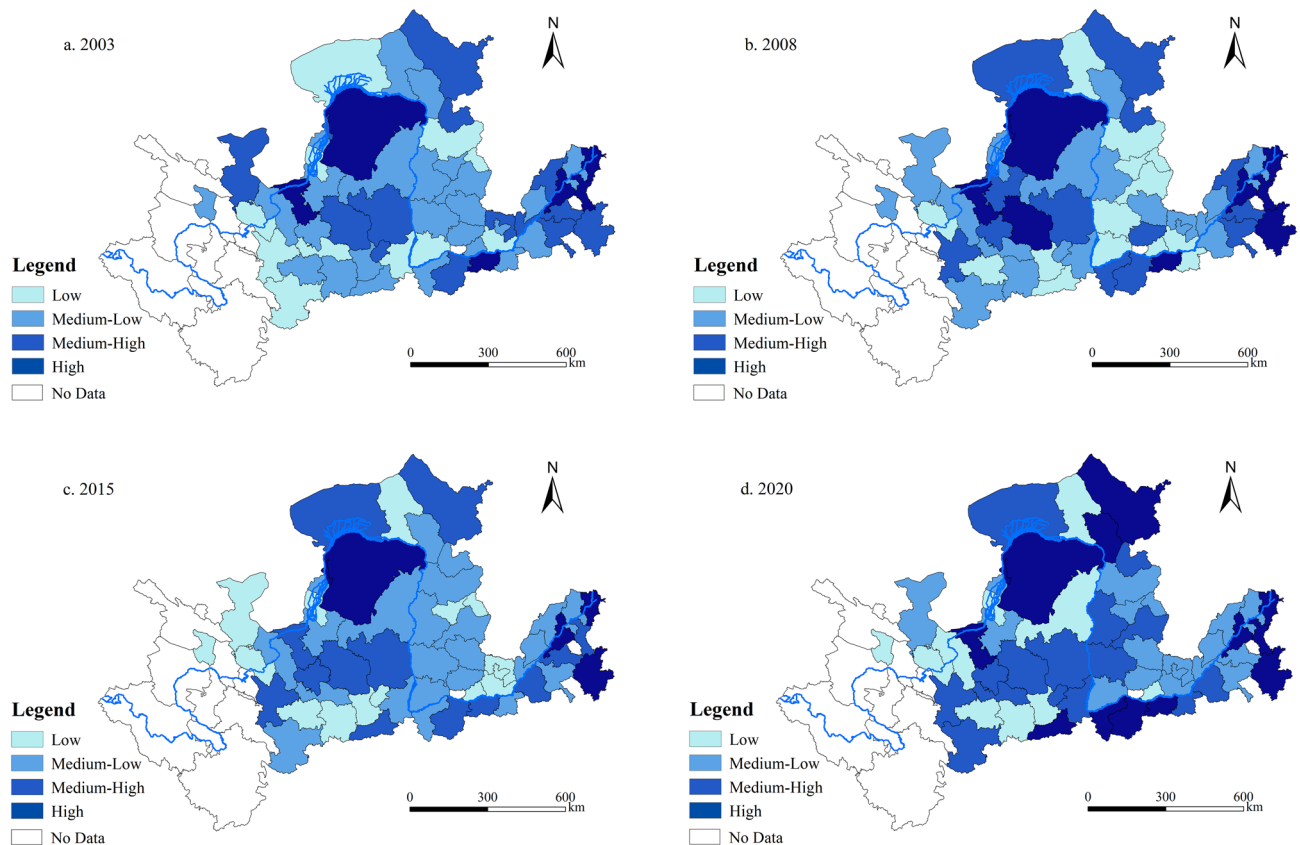 a. 2003
N
Legend
Low
Medium-Low
Medium-High
High
No Data
0 300 600
km
b. 2008
N
Legend
Low
Medium-Low
Medium-High
High
No Data
0 300 600
km
c. 2015
N
Legend
Low
Medium-Low
Medium-High
High
No Data
0 300 600
km
d. 2020
N
Legend
Low
Medium-Low
Medium-High
High
No Data
0 300 600
km